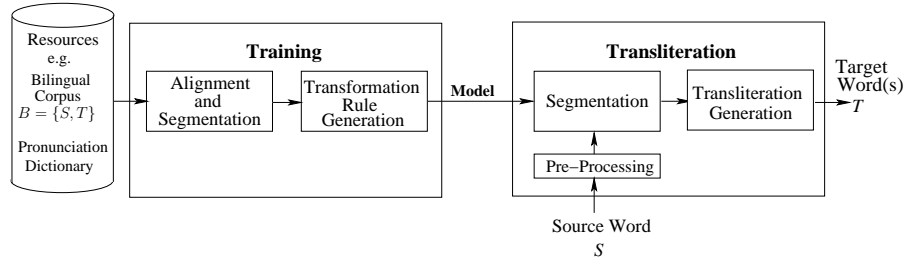 Resources
e.g.
Bilingual
Corpus
B = {S, T}
Pronunciation
Dictionary
Training
Alignment
and
Segmentation
Transformation
Rule
Generation
Model
Transliteration
Segmentation
Pre−Processing
Transliteration
Generation
Source Word
S
Target
Word(s)
T